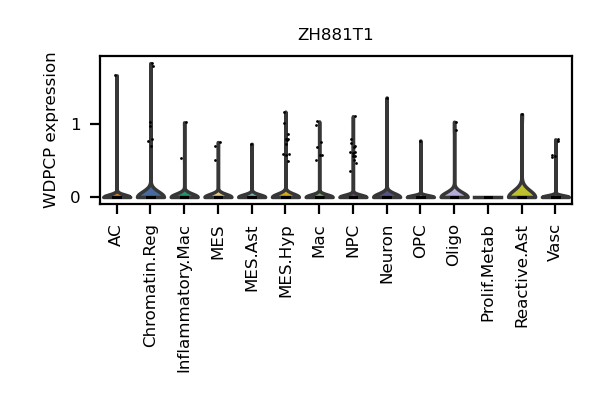 ZH881T1
WDPCP expression
1
0
AC
Chromatin.Reg
Inflammatory.Mac
MES
MES.Ast
MES.Hyp
Mac
NPC
Neuron
OPC
Oligo
Prolif.Metab
Reactive.Ast
Vasc